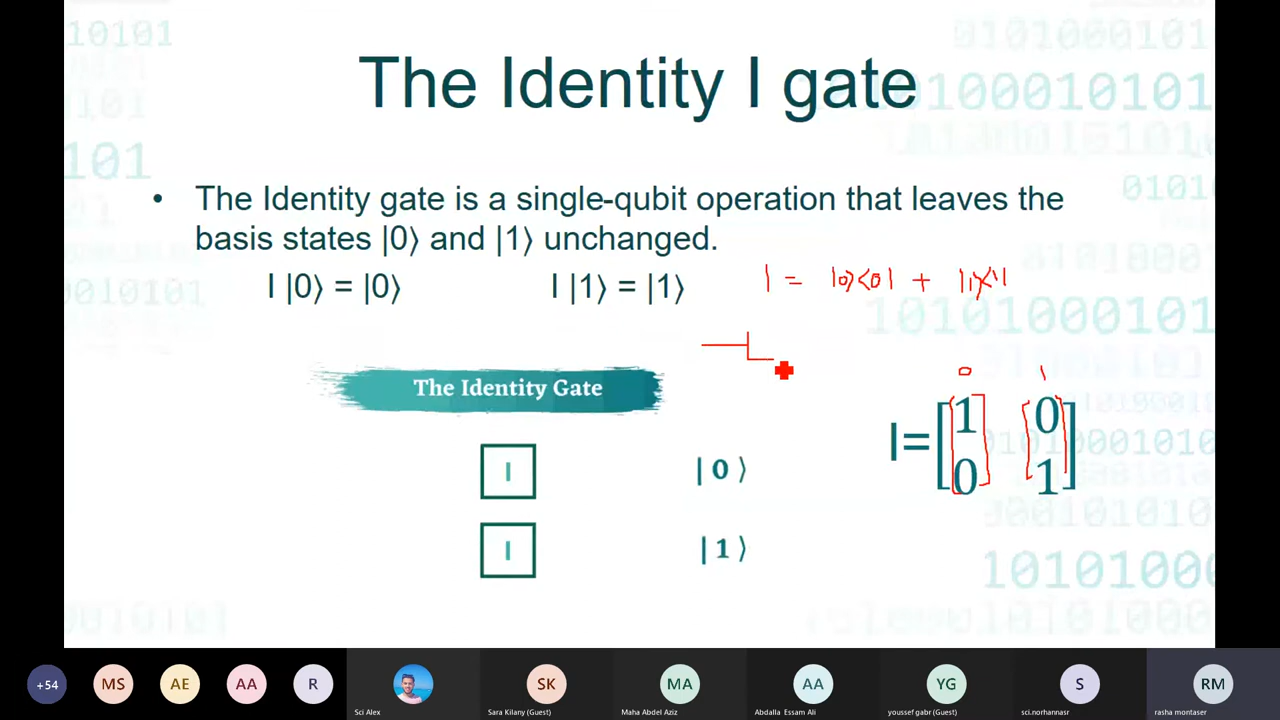 The Identity I gate
• The Identity gate is a single-qubit operation that leaves the
basis states |0⟩ and |1⟩ unchanged.
I |0⟩ = |0⟩ I |1⟩ = |1⟩
I = |0><0| + |1><1|
The Identity Gate
0 1
I=[1 0
0 1]
I |0⟩
I |1⟩
+54 MS AE AA R SK MA AA YG S RM
Sci Alex Sara Kilany (Guest) Maha Abdel Aziz Abdalla Essam Ali youssef gabr (Guest) sci.norhannasr rasha montaser